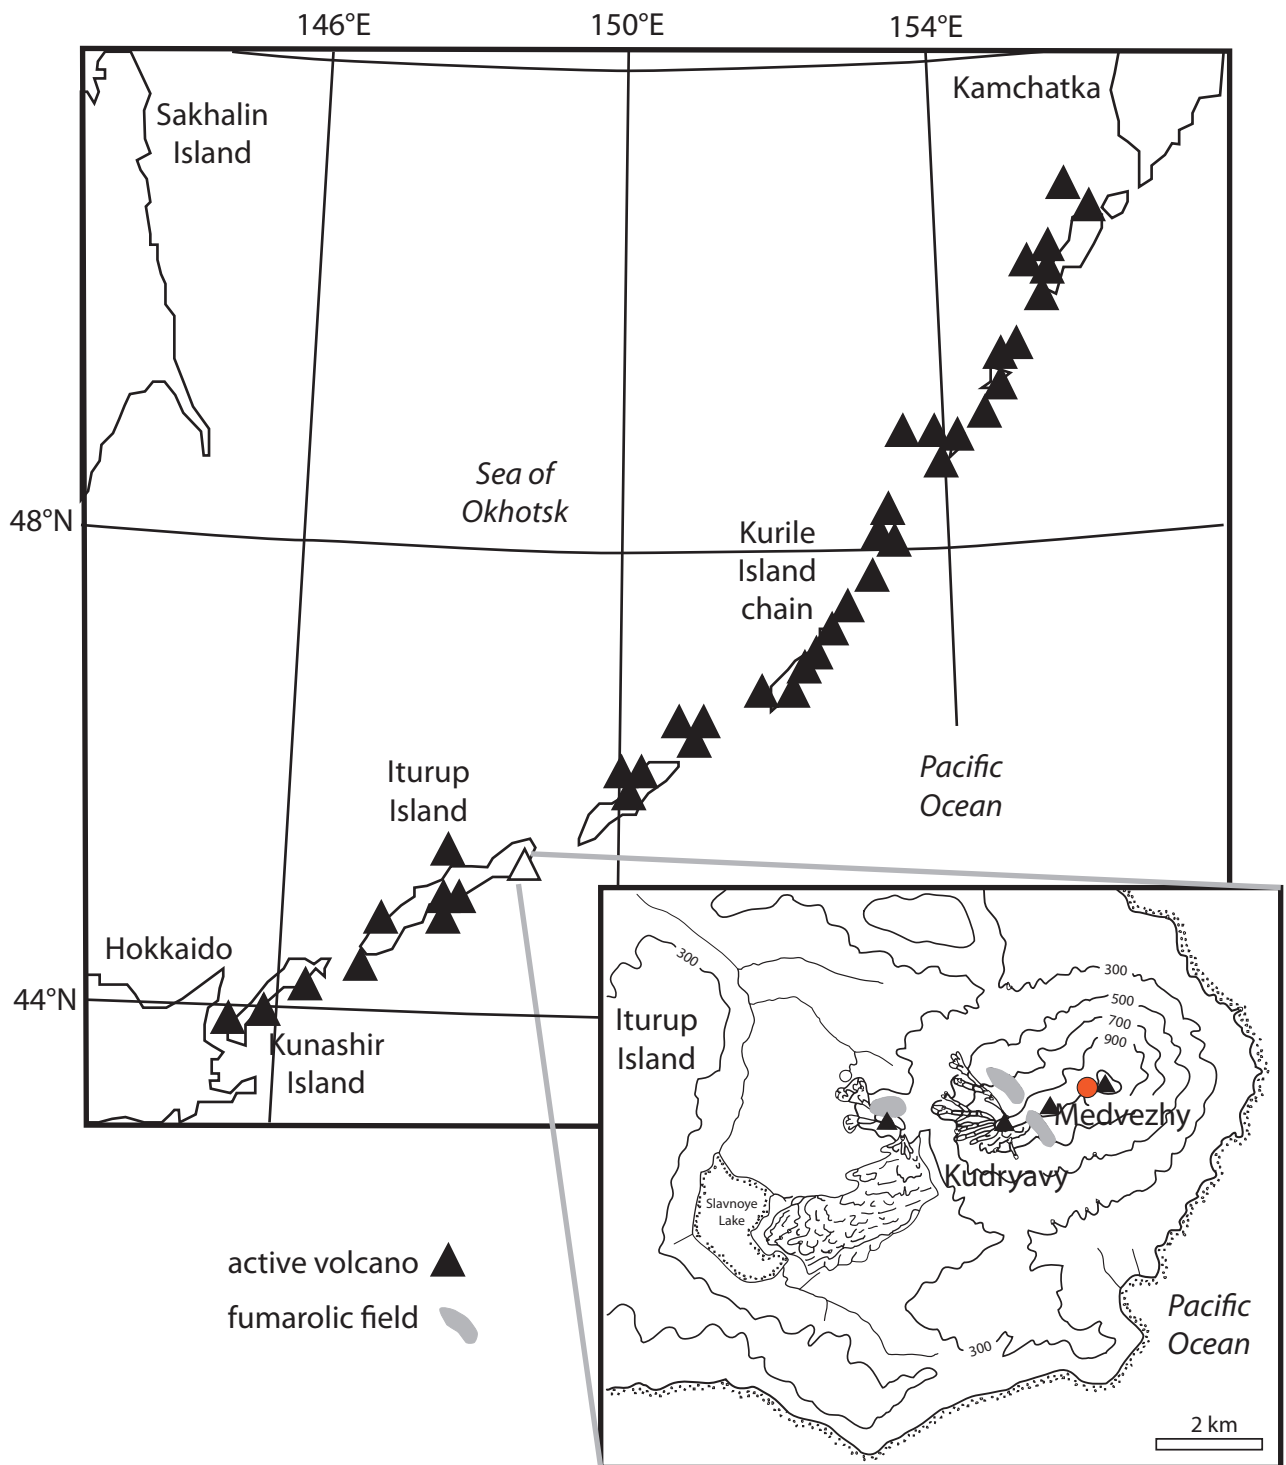 146°E
150°E
154°E
Kamchatka
Sakhalin
Island
Sea of
Okhotsk
48°N
Kurile
Island
chain
Iturup
Island
Pacific
Ocean
Hokkaido
44°N
Kunashir
Island
300
300
500
700
900
Iturup
Island
Medvezhy
Kudryavy
Slavnoye
Lake
active volcano
fumarolic field
Pacific
Ocean
300
2 km